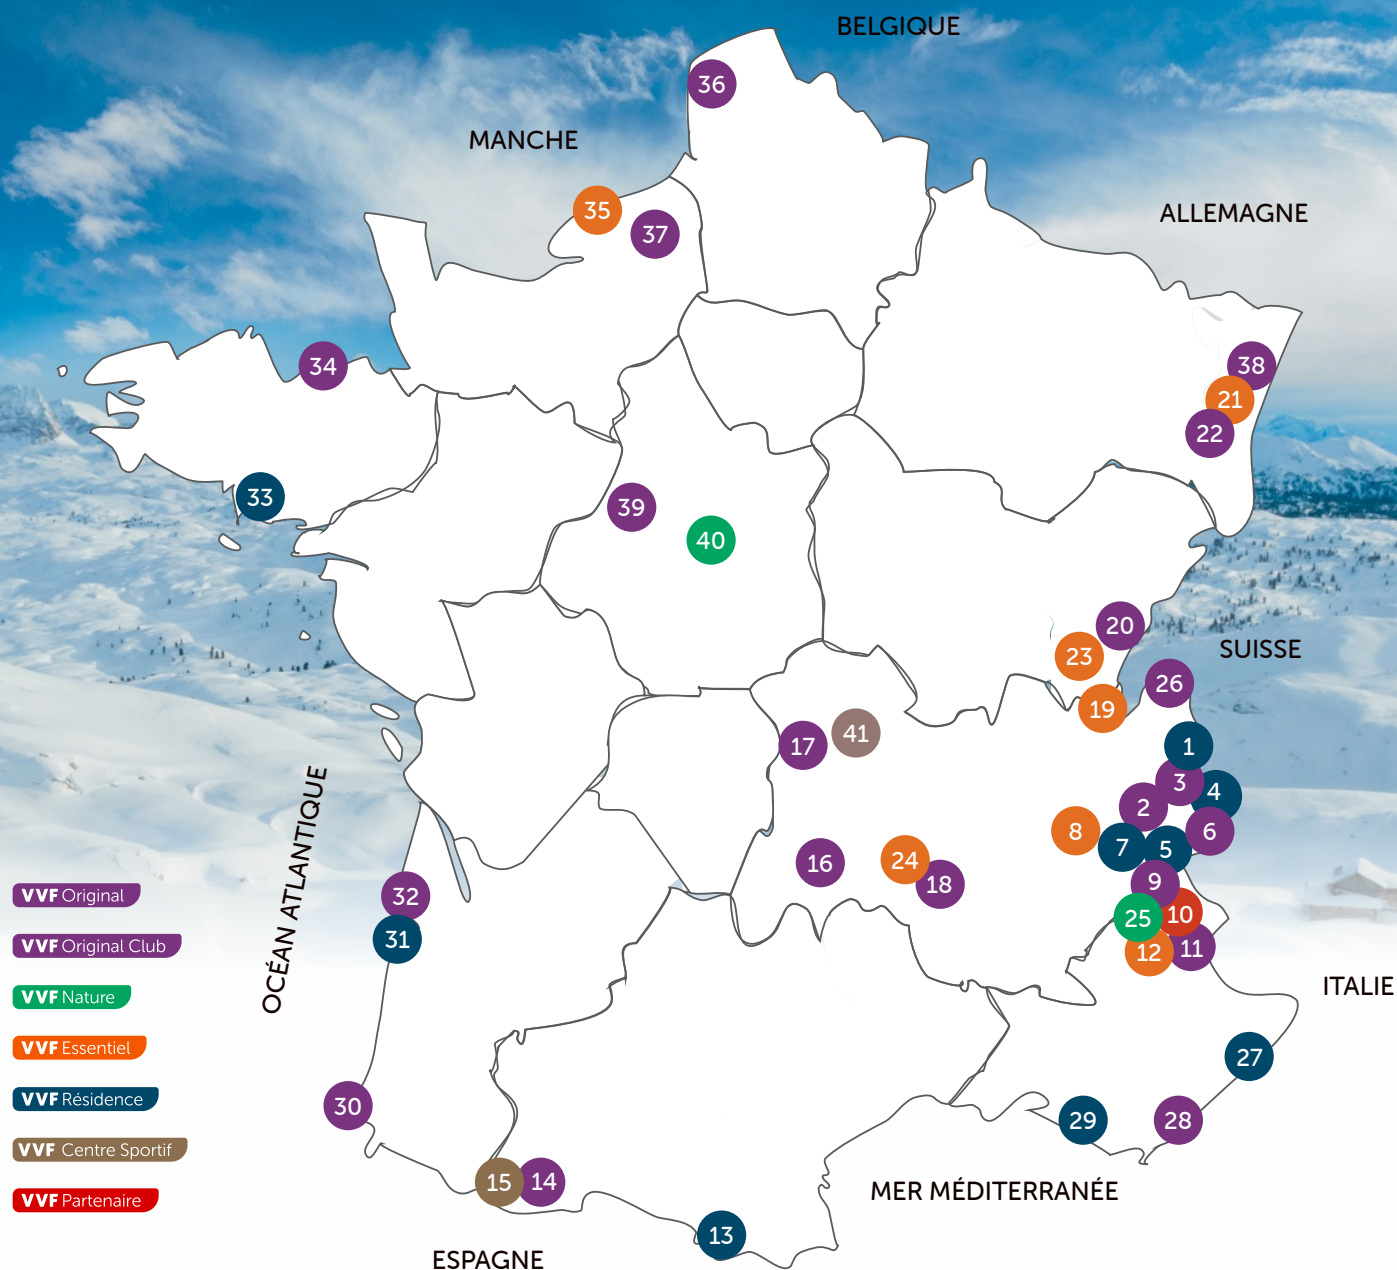 BELGIQUE
36
MANCHE
35
37
ALLEMAGNE
34
38
21
22
33
39
40
20
23
SUISSE
26
19
17
41
1
3
4
2
6
8
7
5
16
24
18
9
10
25
12
11
OCÉAN ATLANTIQUE
32
31
VVF Original
VVF Original Club
VVF Nature
VVF Essentiel
VVF Résidence
VVF Centre Sportif
VVF Partenaire
ITALIE
27
30
29
28
15
14
MER MÉDITERRANÉE
13
ESPAGNE